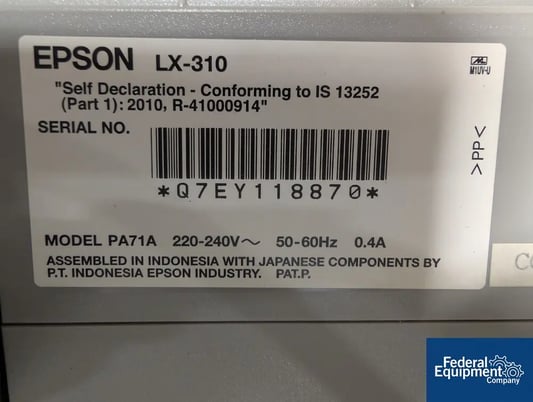 EPSON LX-310
"Self Declaration - Conforming to IS 13252
(Part 1): 2010, R-41000914"
SERIAL NO.
*Q7EY118870*
MODEL PA71A 220-240V～ 50-60Hz 0.4A
ASSEMBLED IN INDONESIA WITH JAPANESE COMPONENTS BY
P.T. INDONESIA EPSON INDUSTRY. PAT.P.
M1UV-U
>PP<
Federal
Equipment
Company